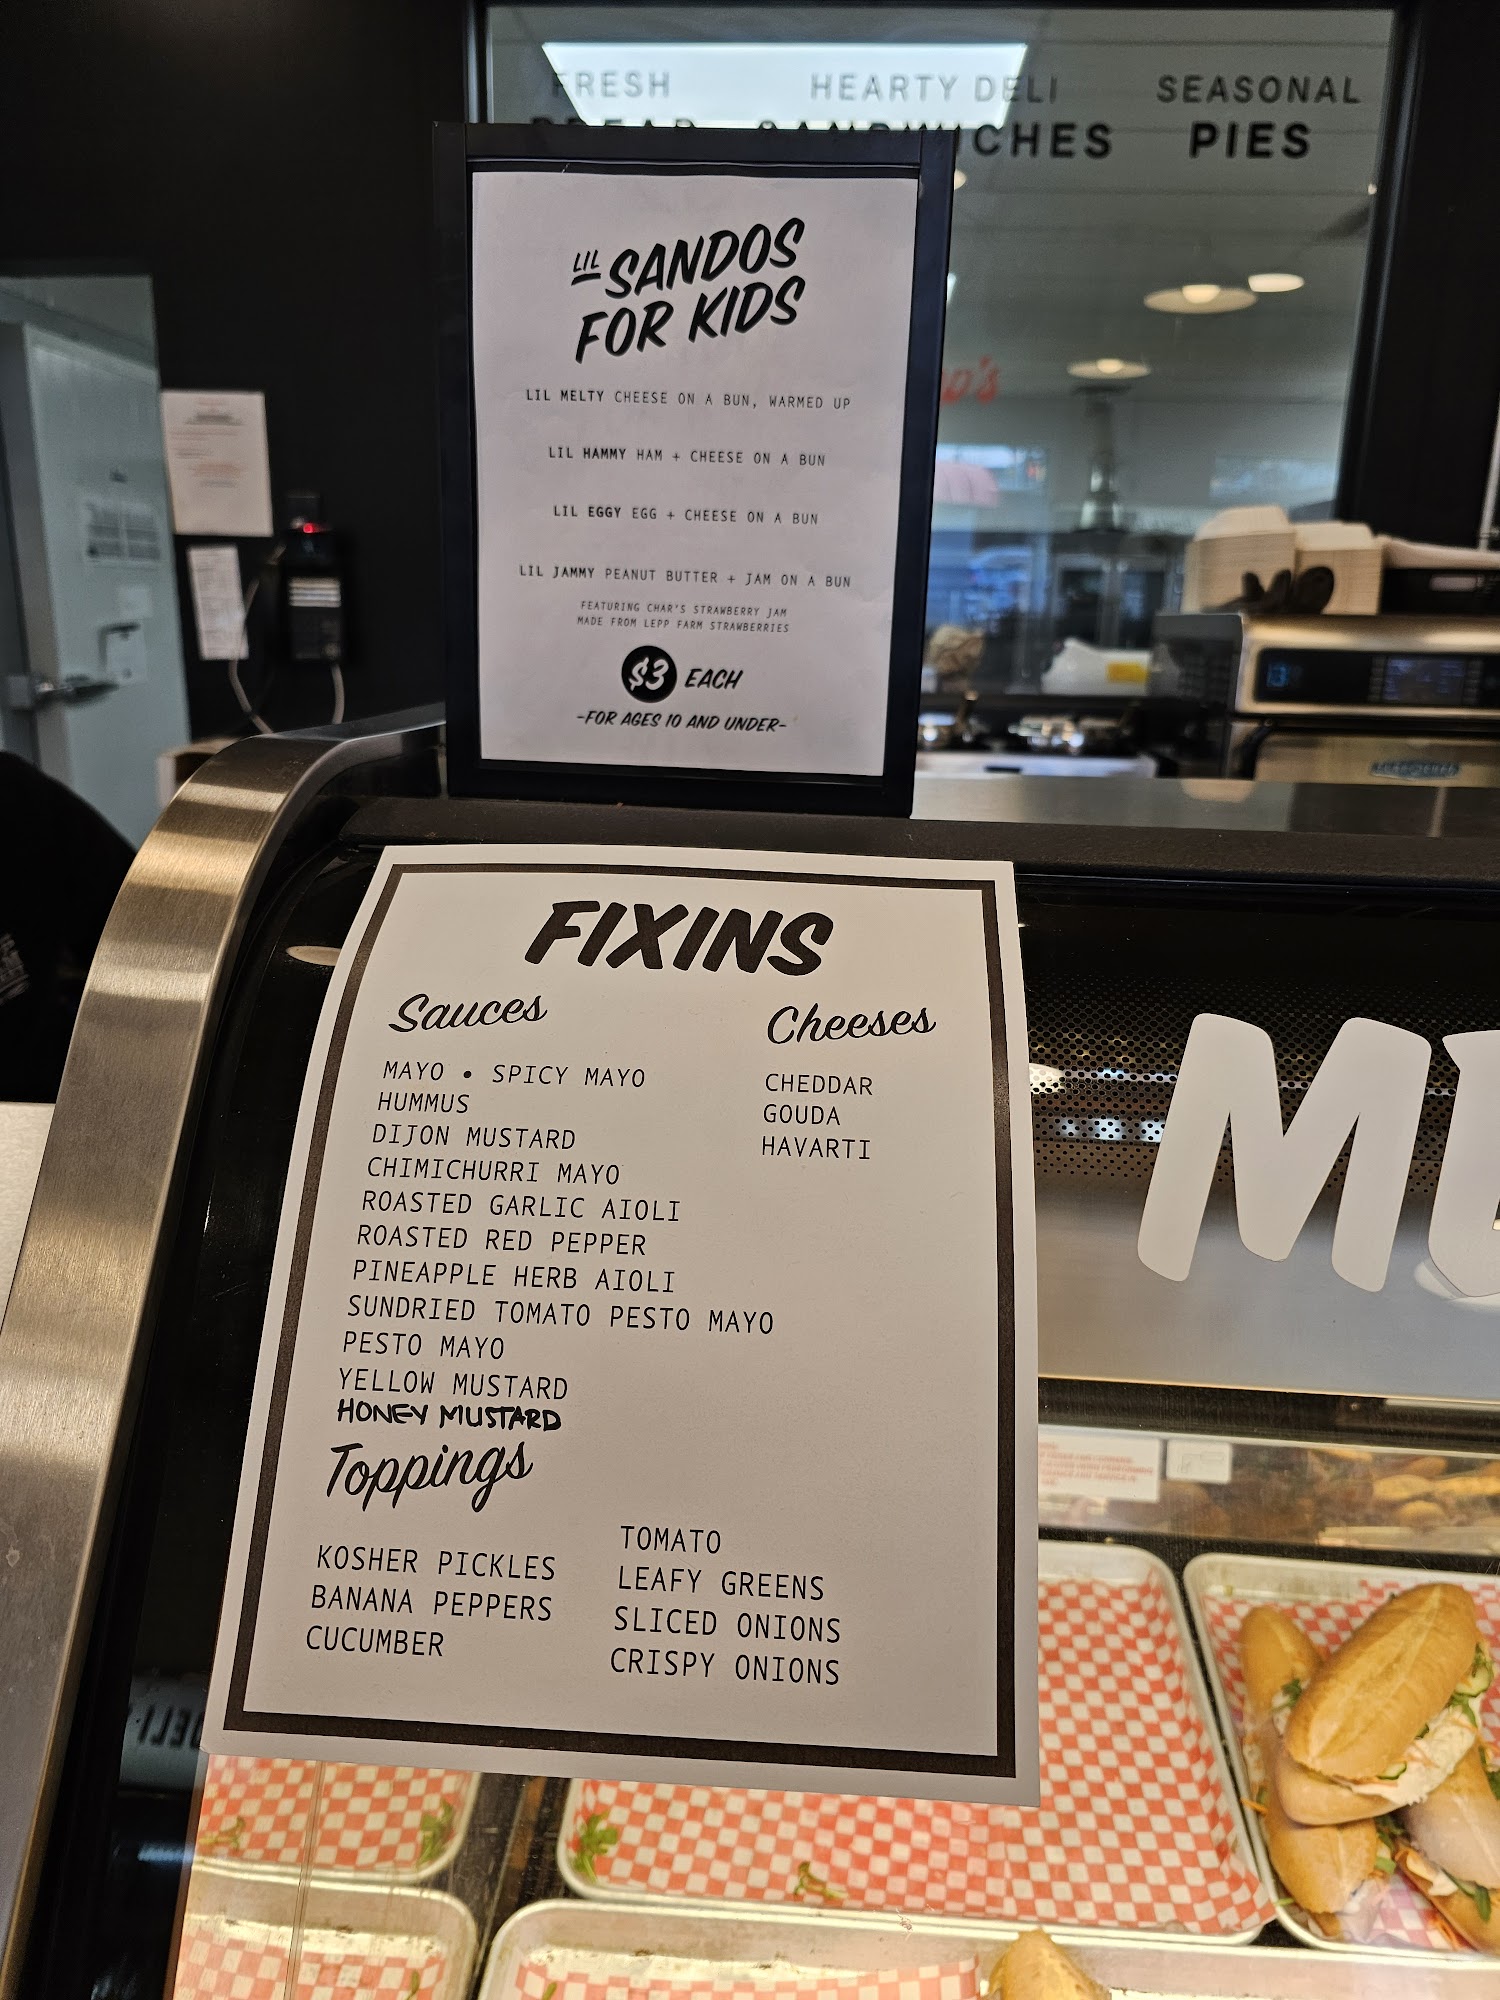 FRESH HEARTY DELI SEASONAL
PIES
LIL SANDOS
FOR KIDS
LIL MELTY CHEESE ON A BUN, WARMED UP
LIL HAMMY HAM + CHEESE ON A BUN
LIL EGGY EGG + CHEESE ON A BUN
LIL JAMMY PEANUT BUTTER + JAM ON A BUN
FEATURING CHAR'S STRAWBERRY JAM
MADE FROM LEPP FARM STRAWBERRIES
$3 EACH
-FOR AGES 10 AND UNDER-
FIXINS
Sauces
MAYO • SPICY MAYO
HUMMUS
DIJON MUSTARD
CHIMICHURRI MAYO
ROASTED GARLIC AIOLI
ROASTED RED PEPPER
PINEAPPLE HERB AIOLI
SUNDRIED TOMATO PESTO MAYO
PESTO MAYO
YELLOW MUSTARD
HONEY MUSTARD
Cheeses
CHEDDAR
GOUDA
HAVARTI
Toppings
KOSHER PICKLES
BANANA PEPPERS
CUCUMBER
TOMATO
LEAFY GREENS
SLICED ONIONS
CRISPY ONIONS